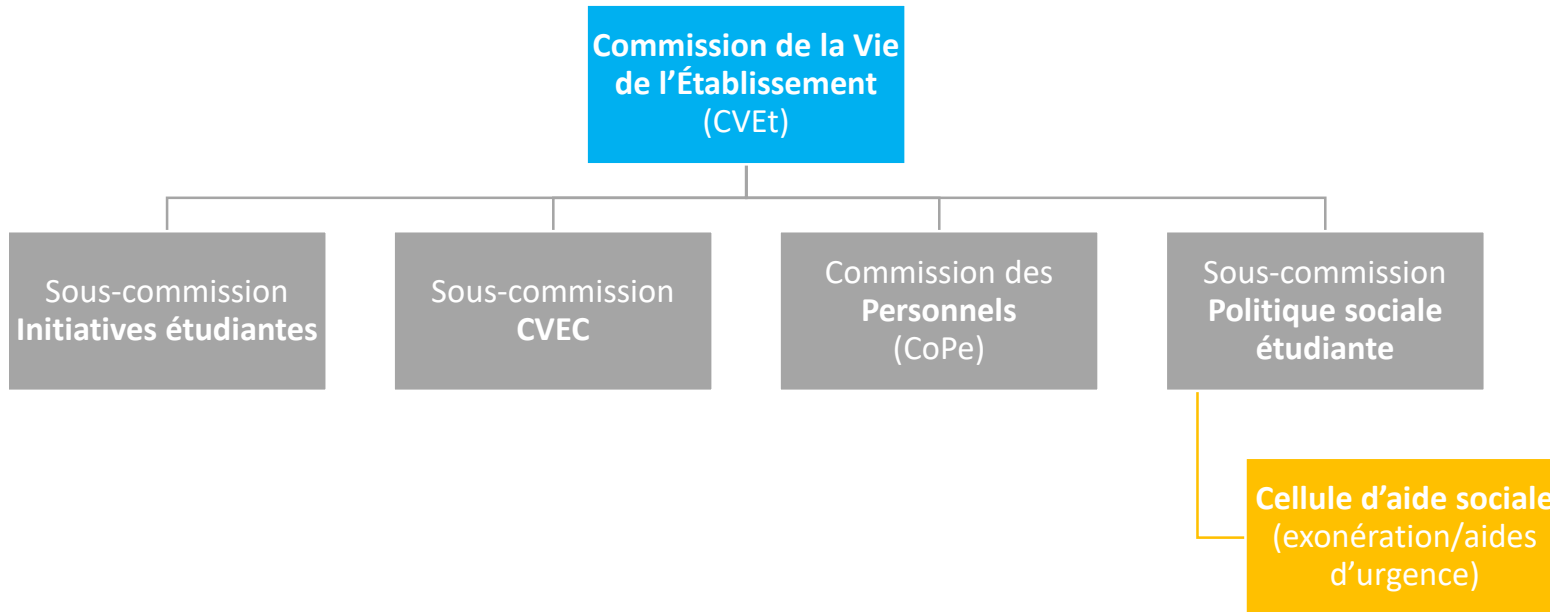 Commission de la Vie
de l’Établissement
(CVEt)
Sous-commission
Initiatives étudiantes
Sous-commission
CVEC
Commission des
Personnels
(CoPe)
Sous-commission
Politique sociale
étudiante
Cellule d’aide sociale
(exonération/aides
d’urgence)